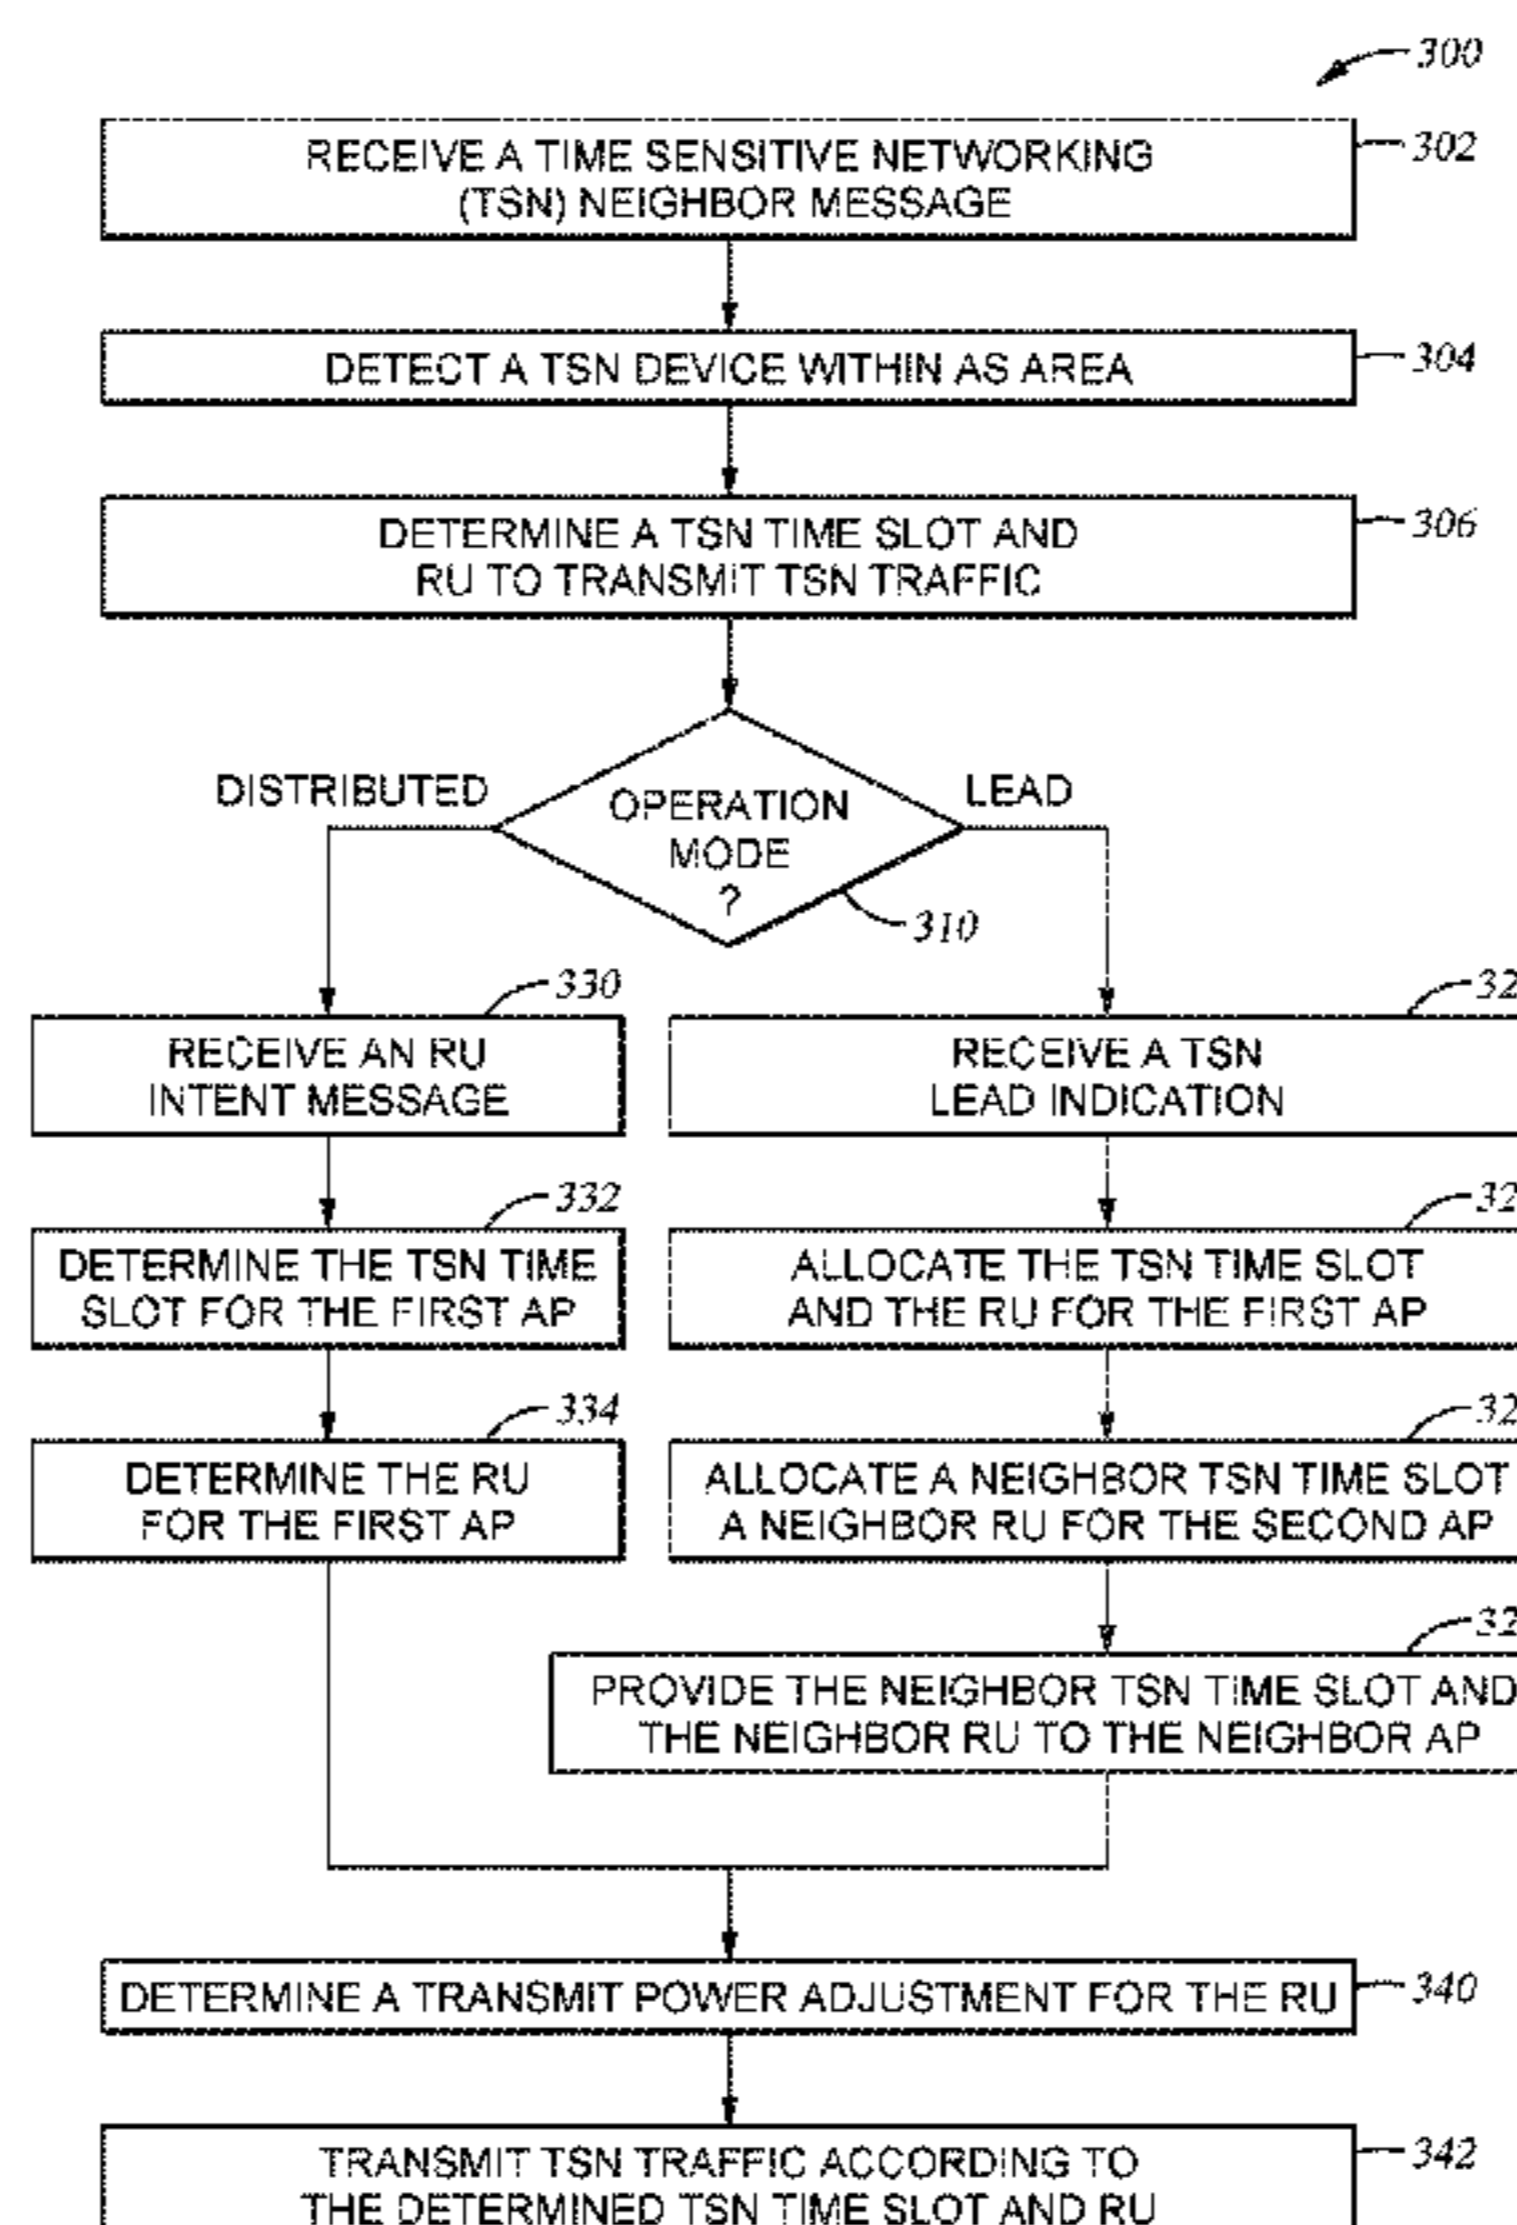 300
RECEIVE A TIME SENSITIVE NETWORKING
(TSN) NEIGHBOR MESSAGE
302
DETECT A TSN DEVICE WITHIN AS AREA
304
DETERMINE A TSN TIME SLOT AND
RU TO TRANSMIT TSN TRAFFIC
306
DISTRIBUTED
OPERATION
MODE
?
LEAD
310
330
RECEIVE AN RU
INTENT MESSAGE
32
RECEIVE A TSN
LEAD INDICATION
332
DETERMINE THE TSN TIME
SLOT FOR THE FIRST AP
32
ALLOCATE THE TSN TIME SLOT
AND THE RU FOR THE FIRST AP
334
DETERMINE THE RU
FOR THE FIRST AP
32
ALLOCATE A NEIGHBOR TSN TIME SLOT
A NEIGHBOR RU FOR THE SECOND AP
32
PROVIDE THE NEIGHBOR TSN TIME SLOT AND
THE NEIGHBOR RU TO THE NEIGHBOR AP
DETERMINE A TRANSMIT POWER ADJUSTMENT FOR THE RU
340
TRANSMIT TSN TRAFFIC ACCORDING TO
THE DETERMINED TSN TIME SLOT AND RU
342